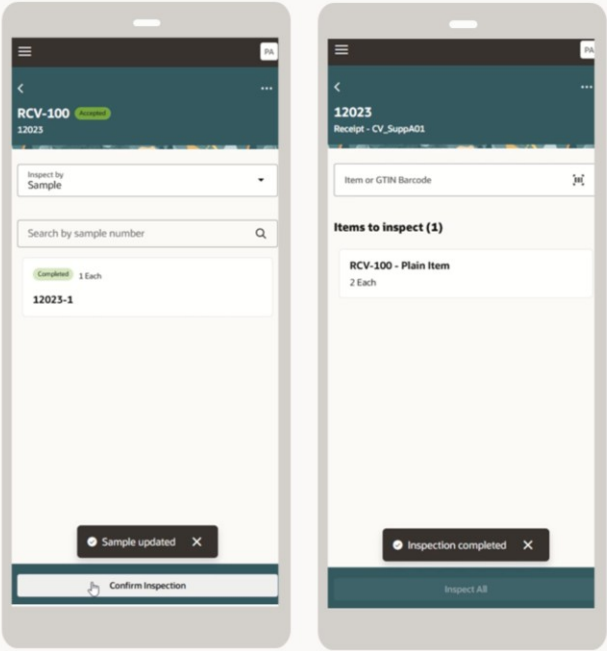 PA
RCV-100 Accepted
12023
Inspect by
Sample
Search by sample number
Completed 1 Each
12023-1
Sample updated
Confirm Inspection
PA
12023
Receipt - CV_SuppA01
Item or GTIN Barcode
Items to inspect (1)
RCV-100 - Plain Item
2 Each
Inspection completed
Inspect All